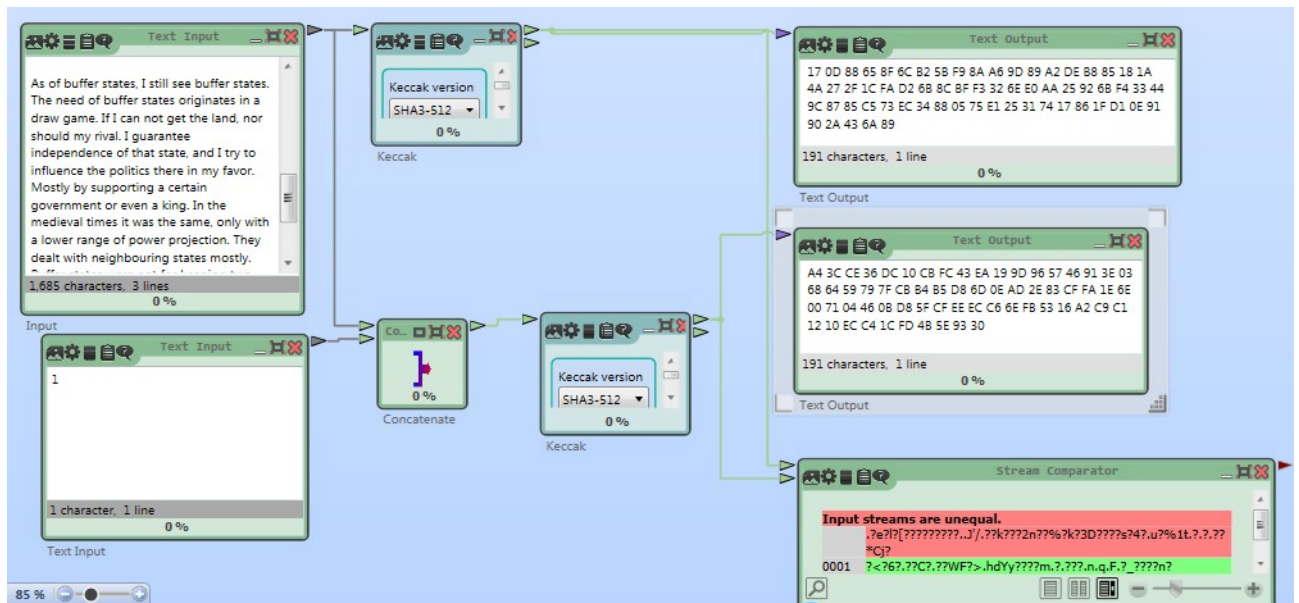 Text Input
As of buffer states, I still see buffer states.
The need of buffer states originates in a
draw game. If I can not get the land, nor
should my rival. I guarantee
independence of that state, and I try to
influence the politics there in my favor.
Mostly by supporting a certain
government or even a king. In the
medieval times it was the same, only with
a lower range of power projection. They
dealt with neighbouring states mostly.
1,685 characters, 3 lines
0 %
Input
Keccak version
SHA3-512
0 %
Keccak
Text Output
17 0D 88 65 8F 6C B2 5B F9 8A A6 9D 89 A2 DE B8 85 18 1A
4A 27 2F 1C FA D2 6B 8C BF F3 32 6E E0 AA 25 92 6B F4 33 44
9C 87 85 C5 73 EC 34 88 05 75 E1 25 31 74 17 86 1F D1 0E 91
90 2A 43 6A 89
191 characters, 1 line
0 %
Text Output
Text Output
A4 3C CE 36 DC 10 CB FC 43 EA 19 9D 96 57 46 91 3E 03
68 64 59 79 7F CB B4 B5 D8 6D 0E AD 2E 83 CF FA 1E 6E
00 71 04 46 0B D8 5F CF EE EC C6 6E FB 53 16 A2 C9 C1
12 10 EC C4 1C FD 4B 5E 93 30
191 characters, 1 line
0 %
Text Output
Text Input
1
1 character, 1 line
0 %
Text Input
Co...
0 %
Concatenate
Keccak version
SHA3-512
0 %
Keccak
Stream Comparator
Input streams are unequal.
.?e?l?[?????????..J'/.??k???2n??%?k?3D????s?4?.u?%1t.?.?.??
*Cj?
0001 ?<?6?.??C?.??WF?>.hdYy????m.?.???.n.q.F.?_????n?
85 %